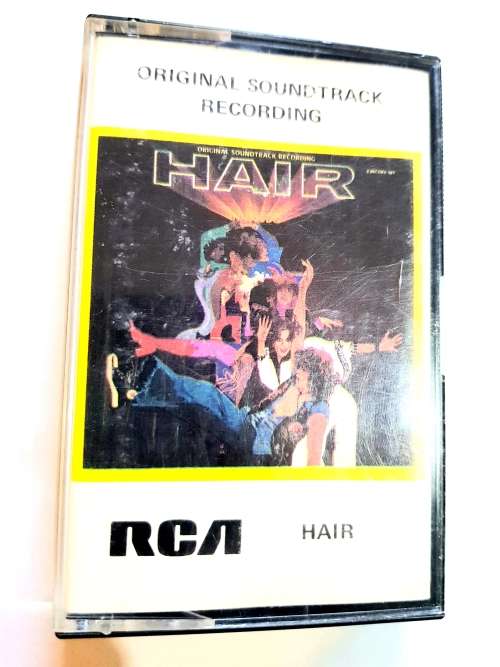 ORIGINAL SOUNDTRACK
RECORDING
ORIGINAL SOUNDTRACK RECORDING
HAIR
RCA HAIR